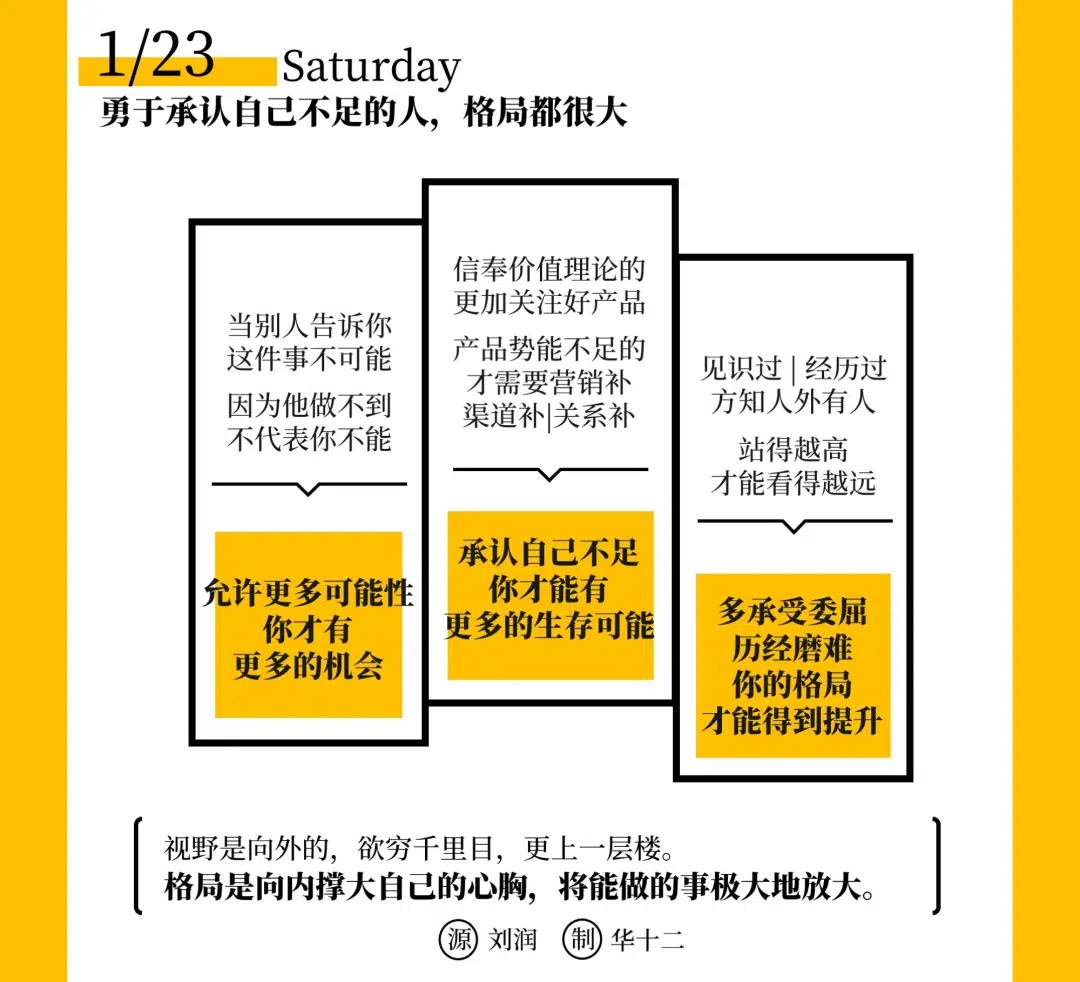 1/23 Saturday
勇于承认自己不足的人，格局都很大
当别人告诉你
这件事不可能
因为他做不到
不代表你不能
允许更多可能性
你才有
更多的机会
信奉价值理论的
更加关注好产品
产品势能不足的
才需要营销补
渠道补|关系补
承认自己不足
你才能有
更多的生存可能
见识过 | 经历过
方知人外有人
站得越高
才能看得越远
多承受委屈
历经磨难
你的格局
才能得到提升
视野是向外的，欲穷千里目，更上一层楼。
格局是向内撑大自己的心胸，将能做的事极大地放大。
源 刘润 制 华十二